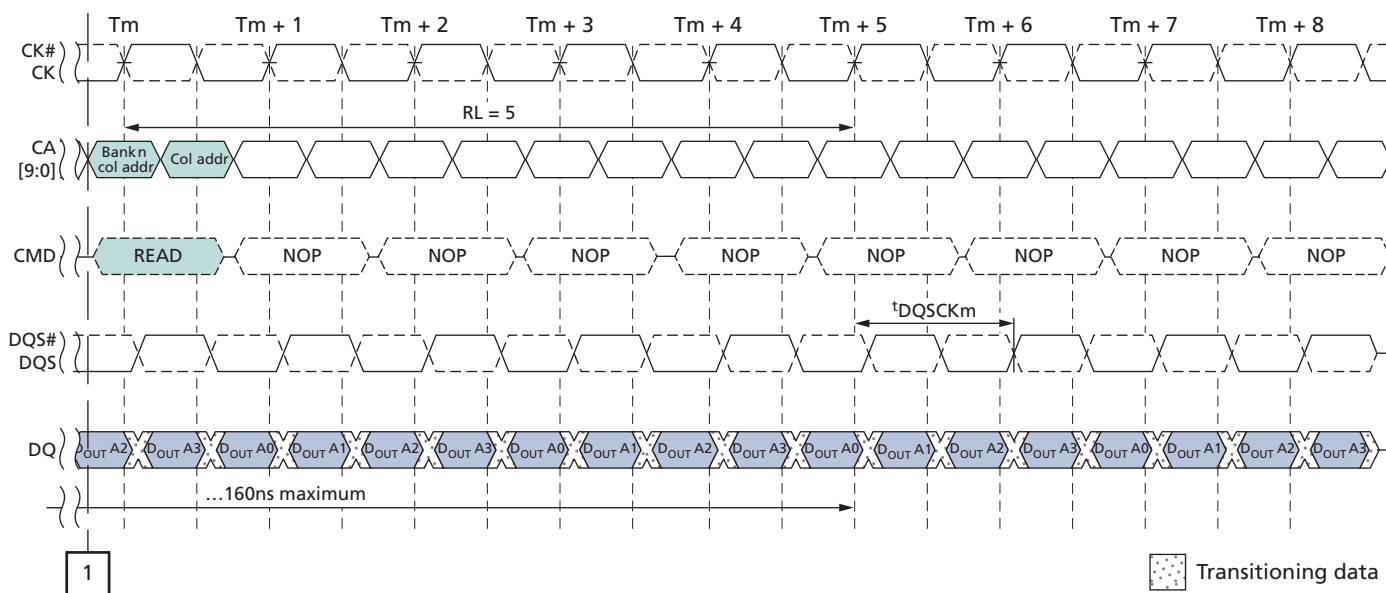 Tm Tm + 1 Tm + 2 Tm + 3 Tm + 4 Tm + 5 Tm + 6 Tm + 7 Tm + 8
CK#
CK
RL = 5
CA
[9:0]
Bank n
col addr
Col addr
CMD READ NOP NOP NOP NOP NOP NOP NOP NOP
tDQSCKm
DQS#
DQS
DQ DOUT A2 DOUT A3 DOUT A0 DOUT A1 DOUT A2 DOUT A3 DOUT A0 DOUT A1 DOUT A2 DOUT A3 DOUT A0 DOUT A1 DOUT A2 DOUT A3 DOUT A0 DOUT A1 DOUT A2 DOUT A3
...160ns maximum
1
Transitioning data